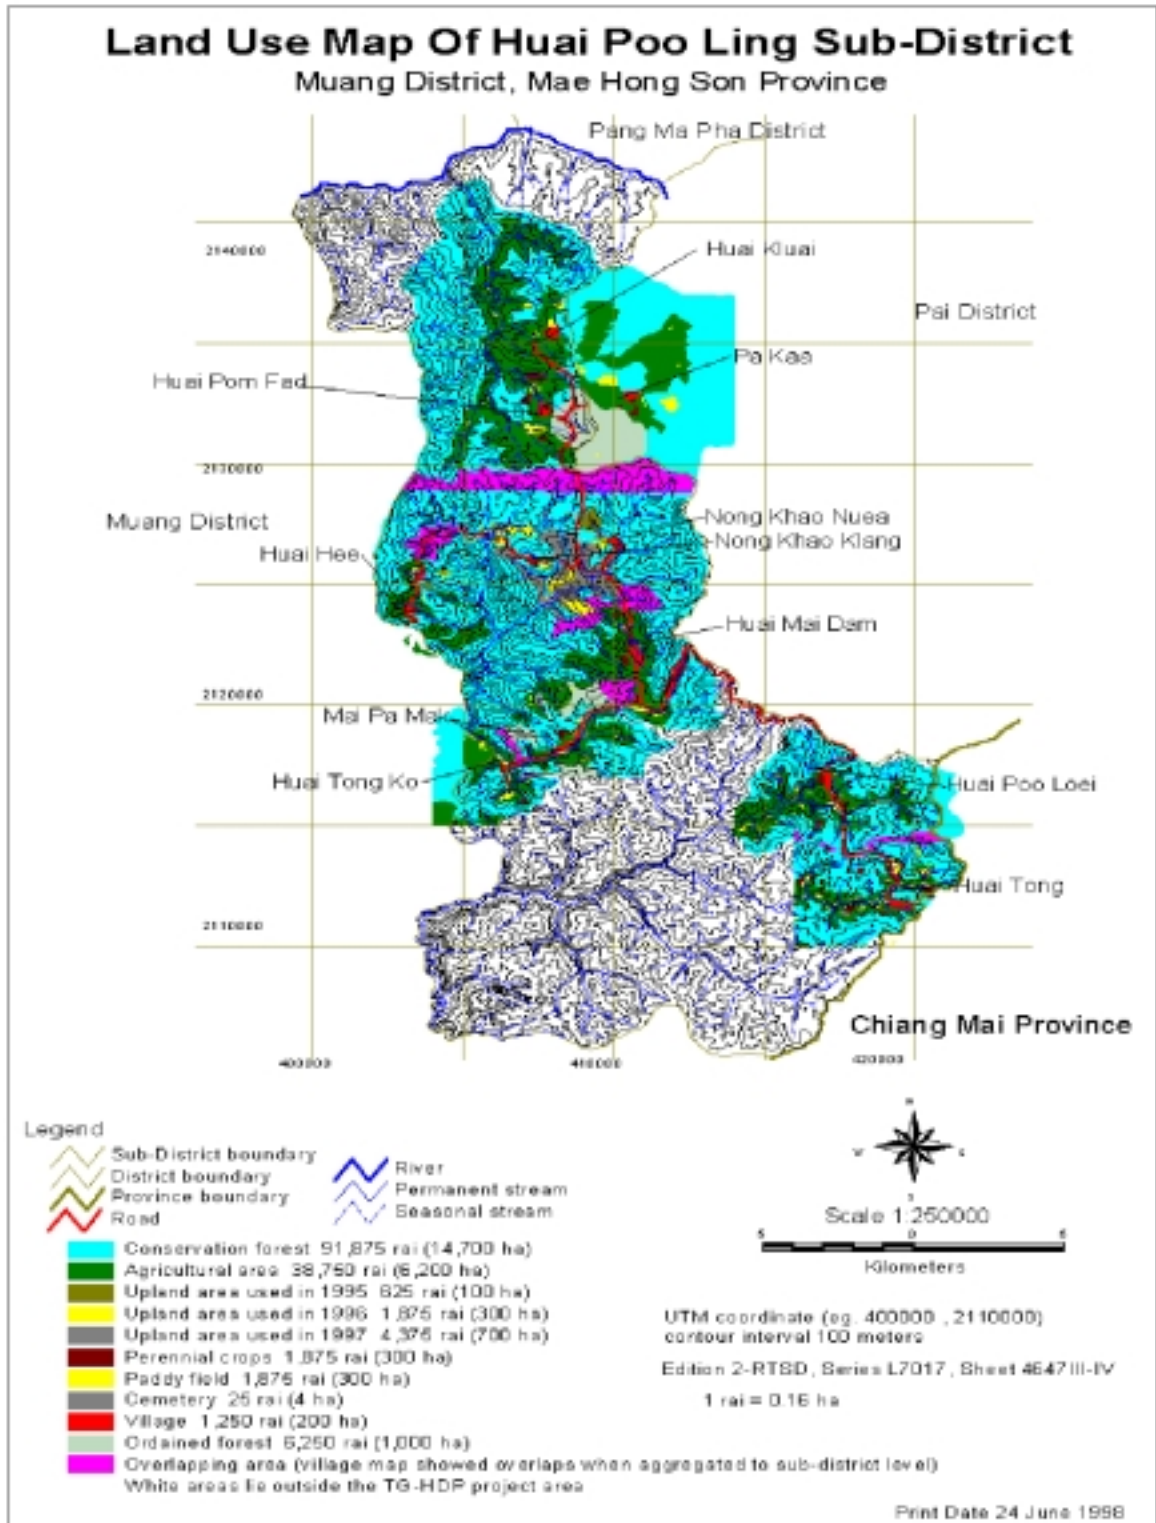 Land Use Map Of Huai Poo Ling Sub-District
Muang District, Mae Hong Son Province
Pang Ma Pha District
2140000
Huai Kluai
Pai District
Pa Kaa
Huai Pom Fad
2130000
Muang District
Nong Khao Nuea
Nong Khao Klang
Huai Hee
Huai Mai Dam
2120000
Mai Pa Mak
Huai Tong Ko
Huai Poo Loei
Huai Tong
2110000
Chiang Mai Province
400000
410000
420000
Legend
Sub-District boundary
District boundary
Province boundary
Road
River
Permanent stream
Seasonal stream
Scale 1:250000
5 0 5
Kilometers
Conservation forest 91,875 rai (14,700 ha)
Agricultural area 38,750 rai (6,200 ha)
Upland area used in 1995 625 rai (100 ha)
Upland area used in 1996 1,875 rai (300 ha)
Upland area used in 1997 4,375 rai (700 ha)
Perennial crops 1,875 rai (300 ha)
Paddy field 1,875 rai (300 ha)
Cemetery 25 rai (4 ha)
Village 1,250 rai (200 ha)
Ordained forest 6,250 rai (1,000 ha)
Overlapping area (village map showed overlaps when aggregated to sub-district level)
White areas lie outside the TG-HDP project area
UTM coordinate (eg. 400000 , 2110000)
contour interval 100 meters
Edition 2-RTSD, Series L7017, Sheet 4647III-IV
1 rai = 0.16 ha
Print Date 24 June 1998